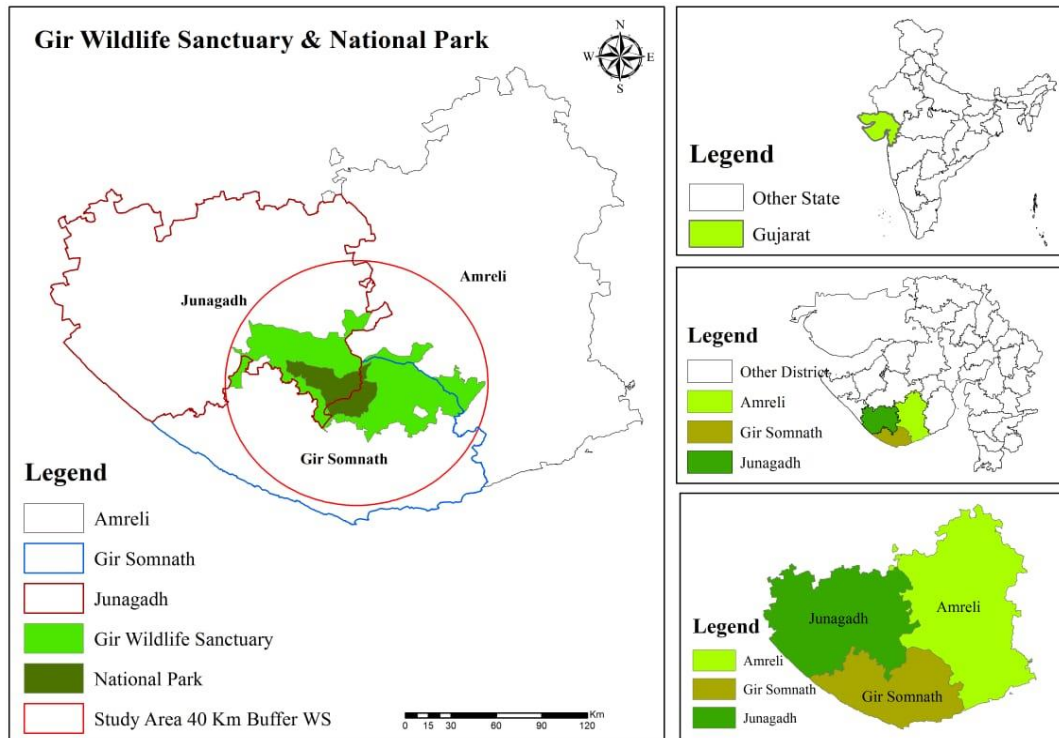 Gir Wildlife Sanctuary & National Park
N
W
E
S
Junagadh
Amreli
Gir Somnath
Legend
Amreli
Gir Somnath
Junagadh
Gir Wildlife Sanctuary
National Park
Study Area 40 Km Buffer WS
Km
0 15 30 60 90 120
Legend
Other State
Gujarat
Legend
Other District
Amreli
Gir Somnath
Junagadh
Junagadh
Amreli
Gir Somnath
Legend
Amreli
Gir Somnath
Junagadh